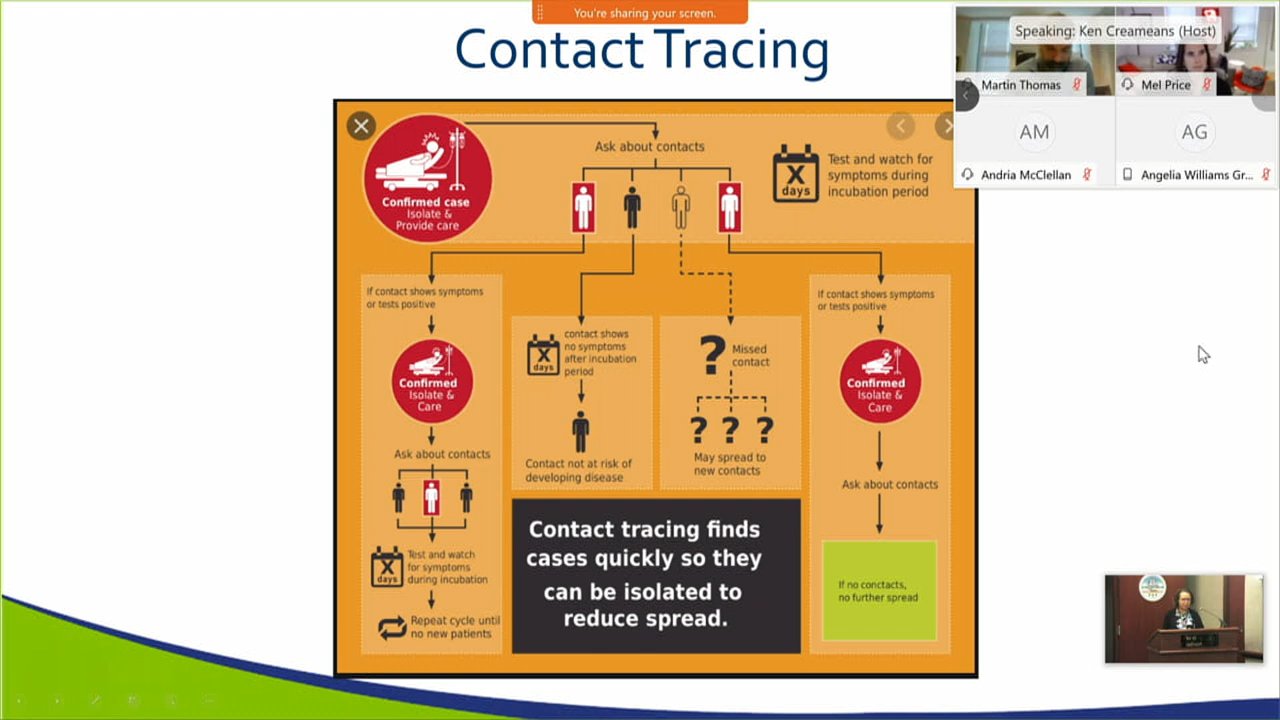 You're sharing your screen.
Contact Tracing
Speaking: Ken Creameans (Host)
Martin Thomas
Mel Price
AM
AG
Andria McClellan
Angelia Williams Gr...
Confirmed case
Isolate &
Provide care
Ask about contacts
X
days
Test and watch for
symptoms during
incubation period
If contact shows symptoms
or tests positive
Confirmed
Isolate &
Care
Ask about contacts
X
days
Test and watch
for symptoms
during incubation
Repeat cycle until
no new patients
X
days
contact shows
no symptoms
after incubation
period
Contact not at risk of
developing disease
?
Missed
contact
? ? ?
May spread to
new contacts
If contact shows symptoms
or tests positive
Confirmed
Isolate &
Care
Ask about contacts
If no conctacts,
no further spread
Contact tracing finds
cases quickly so they
can be isolated to
reduce spread.